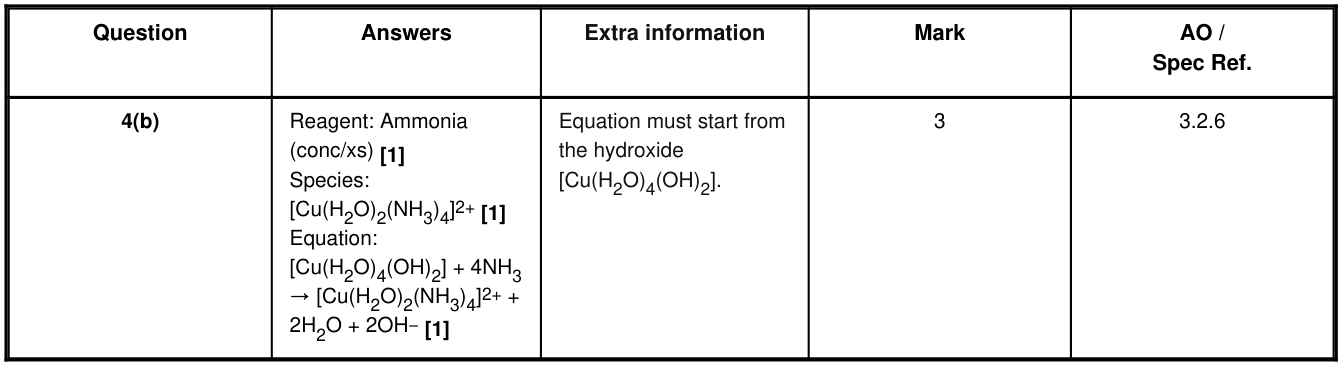 Question Answers Extra information Mark AO /
Spec Ref.
4(b) Reagent: Ammonia Equation must start from 3 3.2.6
(conc/xs) [1] the hydroxide
Species: [Cu(H₂O)₄(OH)₂].
[Cu(H₂O)₂(NH₃)₄]²⁺ [1]
Equation:
[Cu(H₂O)₄(OH)₂] + 4NH₃
→ [Cu(H₂O)₂(NH₃)₄]²⁺ +
2H₂O + 2OH⁻ [1]